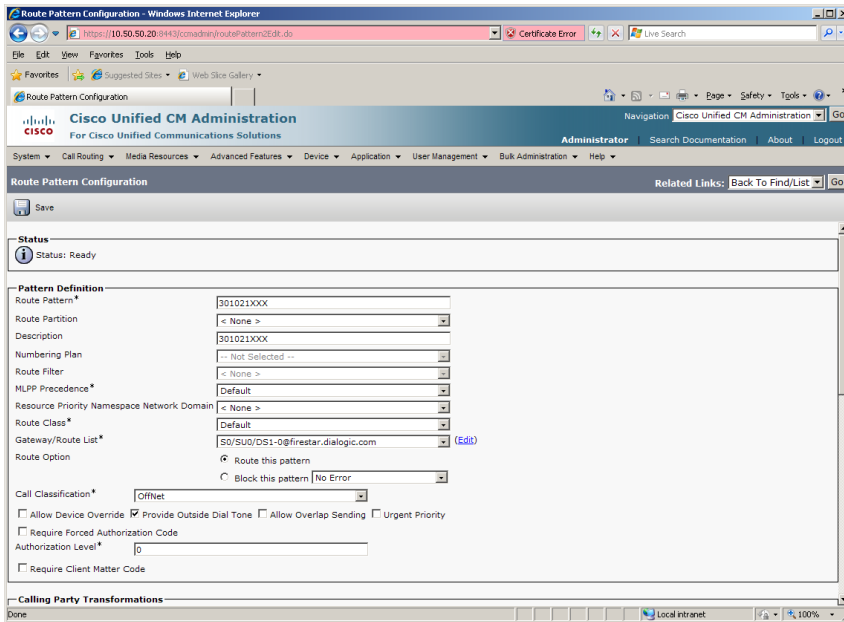 Route Pattern Configuration - Windows Internet Explorer
https://10.50.50.20:8443/ccmadmin/routePattern2Edit.do Certificate Error Live Search
File Edit View Favorites Tools Help
Favorites Suggested Sites Web Slice Gallery
Route Pattern Configuration Page Safety Tools
CISCO Cisco Unified CM Administration Navigation Cisco Unified CM Administration Go
For Cisco Unified Communications Solutions
Administrator Search Documentation About Logout
System Call Routing Media Resources Advanced Features Device Application User Management Bulk Administration Help
Route Pattern Configuration Related Links: Back To Find/List Go
Save
Status
Status: Ready
Pattern Definition
Route Pattern* 301021XXX
Route Partition < None >
Description 301021XXX
Numbering Plan -- Not Selected --
Route Filter < None >
MLPP Precedence* Default
Resource Priority Namespace Network Domain < None >
Route Class* Default
Gateway/Route List* S0/SU0/DS1-0@firestar.dialogic.com (Edit)
Route Option Route this pattern
Block this pattern No Error
Call Classification* OffNet
Allow Device Override Provide Outside Dial Tone Allow Overlap Sending Urgent Priority
Require Forced Authorization Code
Authorization Level* 0
Require Client Matter Code
Calling Party Transformations
Done Local intranet 100%